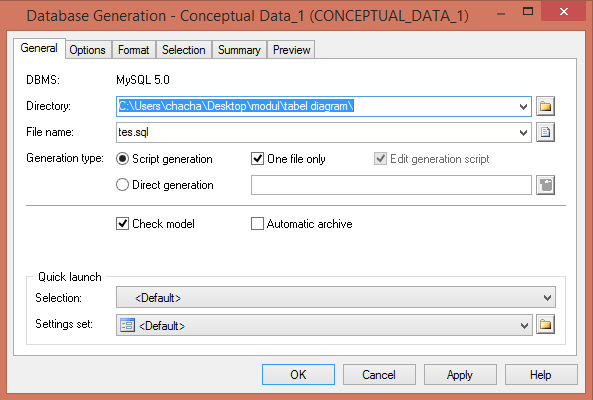 Database Generation - Conceptual Data_1 (CONCEPTUAL_DATA_1)
General Options Format Selection Summary Preview
DBMS: MySQL 5.0
Directory: C:\Users\chacha\Desktop\modul\tabel diagram\
File name: tes.sql
Generation type: Script generation One file only Edit generation script
Direct generation
Check model Automatic archive
Quick launch
Selection: <Default>
Settings set: <Default>
OK Cancel Apply Help